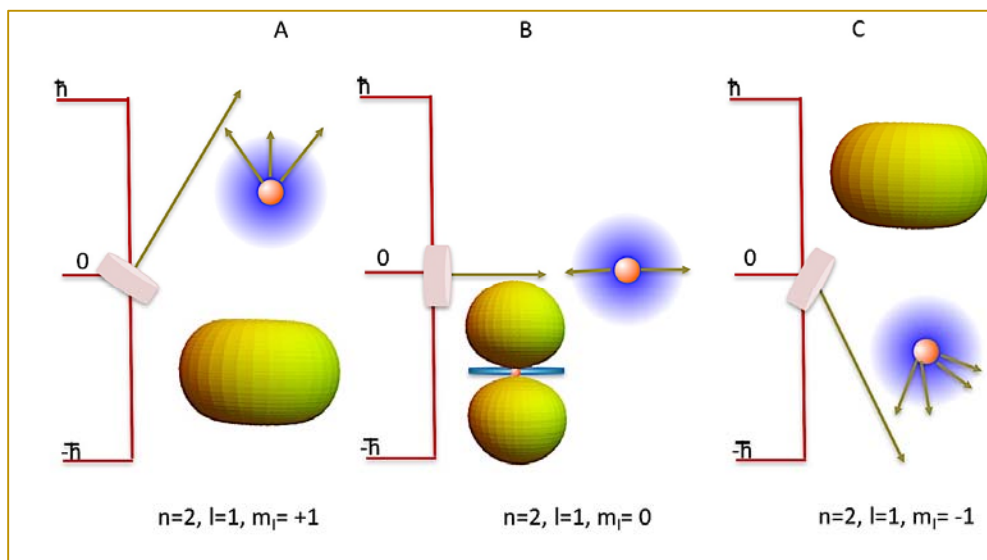 A B C
ħ ħ ħ
0 0 0
-ħ -ħ -ħ
n=2, l=1, mₗ= +1 n=2, l=1, mₗ= 0 n=2, l=1, mₗ= -1